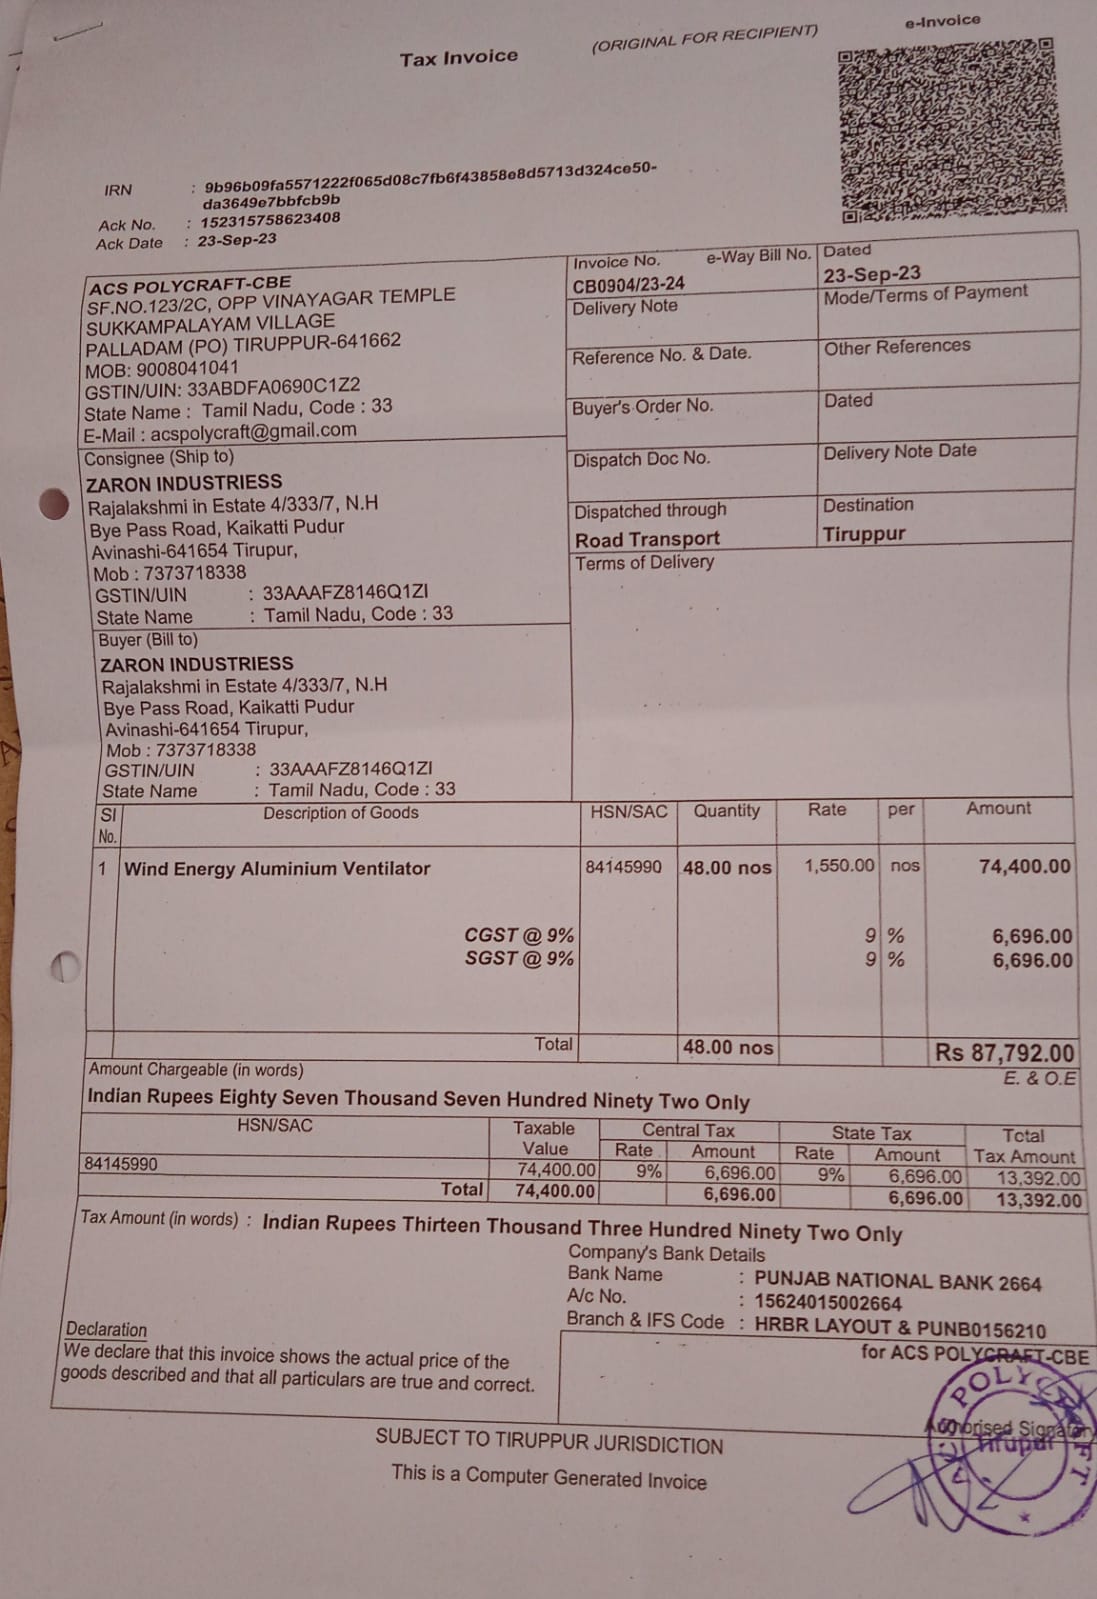 Tax Invoice
(ORIGINAL FOR RECIPIENT)
e-Invoice
IRN : 9b96b09fa5571222f065d08c7fb6f43858e8d5713d324ce50-
da3649e7bbfcb9b
Ack No. : 152315758623408
Ack Date : 23-Sep-23
ACS POLYCRAFT-CBE
SF.NO.123/2C, OPP VINAYAGAR TEMPLE
SUKKAMPALAYAM VILLAGE
PALLADAM (PO) TIRUPPUR-641662
MOB: 9008041041
GSTIN/UIN: 33ABDFA0690C1Z2
State Name : Tamil Nadu, Code : 33
E-Mail : acspolycraft@gmail.com
Invoice No. e-Way Bill No. Dated
CB0904/23-24 23-Sep-23
Delivery Note Mode/Terms of Payment
Reference No. & Date. Other References
Buyer's Order No. Dated
Dispatch Doc No. Delivery Note Date
Dispatched through Destination
Road Transport Tiruppur
Terms of Delivery
Consignee (Ship to)
ZARON INDUSTRIESS
Rajalakshmi in Estate 4/333/7, N.H
Bye Pass Road, Kaikatti Pudur
Avinashi-641654 Tirupur,
Mob : 7373718338
GSTIN/UIN : 33AAAFZ8146Q1ZI
State Name : Tamil Nadu, Code : 33
Buyer (Bill to)
ZARON INDUSTRIESS
Rajalakshmi in Estate 4/333/7, N.H
Bye Pass Road, Kaikatti Pudur
Avinashi-641654 Tirupur,
Mob : 7373718338
GSTIN/UIN : 33AAAFZ8146Q1ZI
State Name : Tamil Nadu, Code : 33
Sl No. Description of Goods HSN/SAC Quantity Rate per Amount
1 Wind Energy Aluminium Ventilator 84145990 48.00 nos 1,550.00 nos 74,400.00
CGST @ 9% 9 % 6,696.00
SGST @ 9% 9 % 6,696.00
Total 48.00 nos Rs 87,792.00
Amount Chargeable (in words) E. & O.E
Indian Rupees Eighty Seven Thousand Seven Hundred Ninety Two Only
HSN/SAC Taxable Value Central Tax State Tax Total Tax Amount
Rate Amount Rate Amount
84145990 74,400.00 9% 6,696.00 9% 6,696.00 13,392.00
Total 74,400.00 6,696.00 6,696.00 13,392.00
Tax Amount (in words) : Indian Rupees Thirteen Thousand Three Hundred Ninety Two Only
Company's Bank Details
Bank Name : PUNJAB NATIONAL BANK 2664
A/c No. : 15624015002664
Branch & IFS Code : HRBR LAYOUT & PUNB0156210
Declaration
We declare that this invoice shows the actual price of the
goods described and that all particulars are true and correct.
for ACS POLYCRAFT-CBE
ACS POLYCRAFT
Tirupur
Authorised Signatory
SUBJECT TO TIRUPPUR JURISDICTION
This is a Computer Generated Invoice